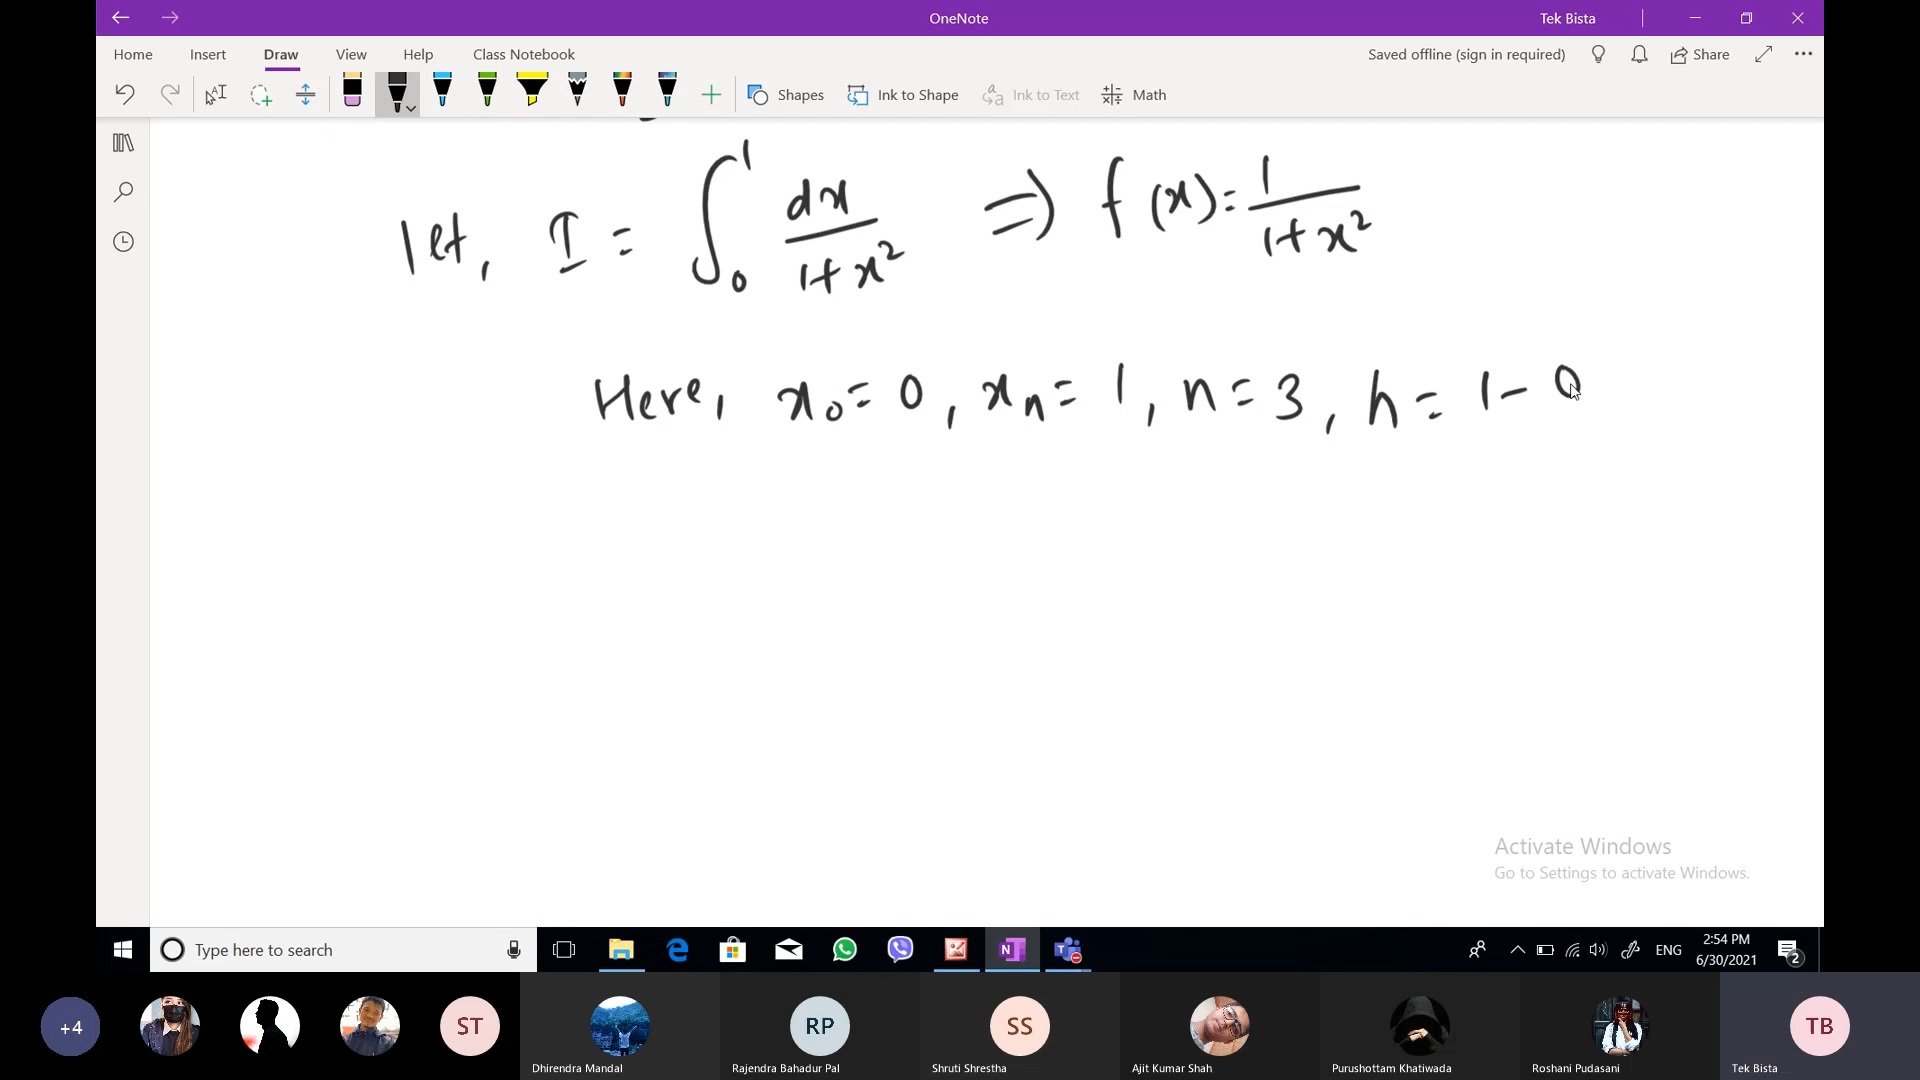 OneNote
Tek Bista
Home Insert Draw View Help Class Notebook
Saved offline (sign in required) Share
Shapes Ink to Shape Ink to Text Math
let, I = ∫₀¹ dx/(1+x²) ⇒ f(x) = 1/(1+x²)
Here, x₀ = 0, xₙ = 1, n = 3, h = 1 - 0
Activate Windows
Go to Settings to activate Windows.
Type here to search
ENG
2:54 PM
6/30/2021
2
+4
ST
RP
SS
TB
Dhirendra Mandal
Rajendra Bahadur Pal
Shruti Shrestha
Ajit Kumar Shah
Purushottam Khatiwada
Roshani Pudasani
Tek Bista